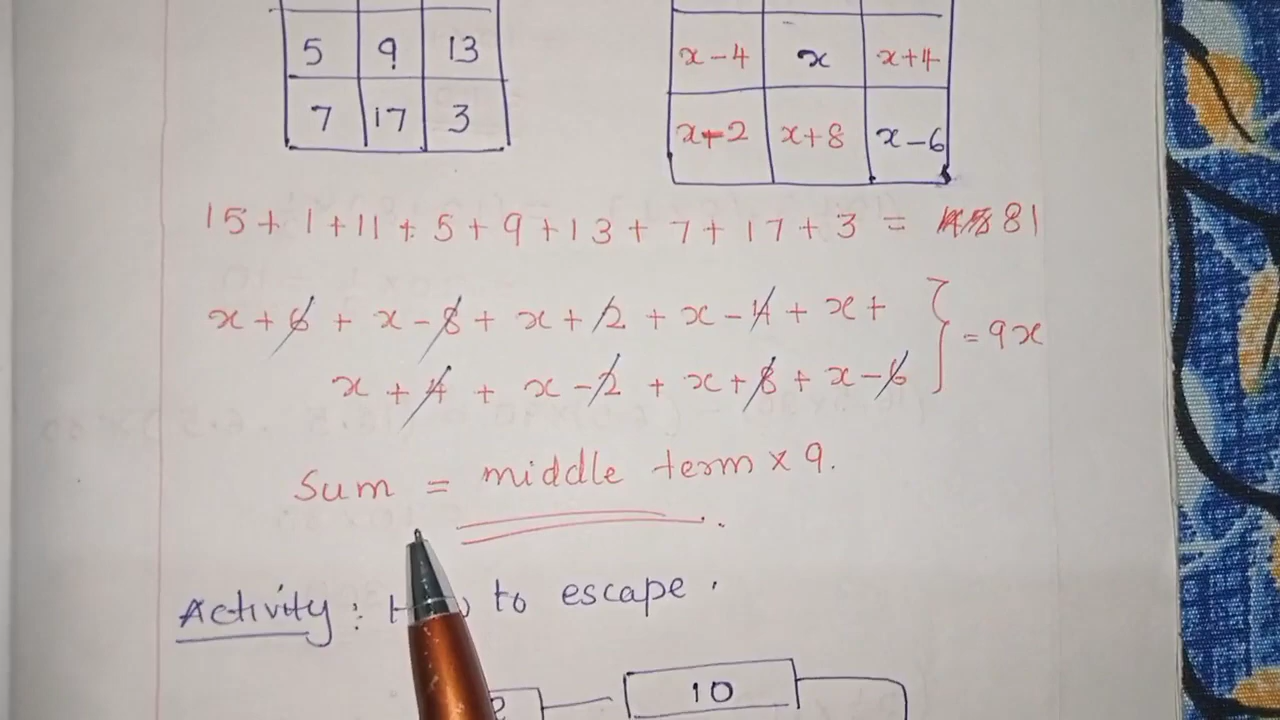 5 9 13
7 17 3
x-4 x x+4
x-2 x+8 x-6
15+1+11+5+9+13+7+17+3 = 81
x+6 + x-8 + x+2 + x-4 + x+
x+4 + x-2 + x+8 + x-6
=9x
Sum = middle term x 9.
Activity: to escape.
10